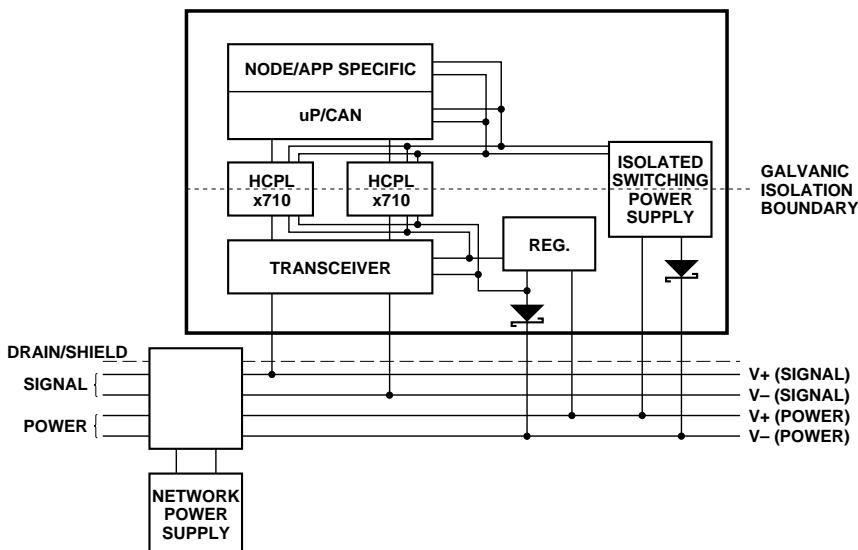 NODE/APP SPECIFIC
uP/CAN
HCPL
x710
HCPL
x710
ISOLATED
SWITCHING
POWER
SUPPLY
GALVANIC
ISOLATION
BOUNDARY
TRANSCEIVER
REG.
DRAIN/SHIELD
SIGNAL
POWER
V+ (SIGNAL)
V– (SIGNAL)
V+ (POWER)
V– (POWER)
NETWORK
POWER
SUPPLY